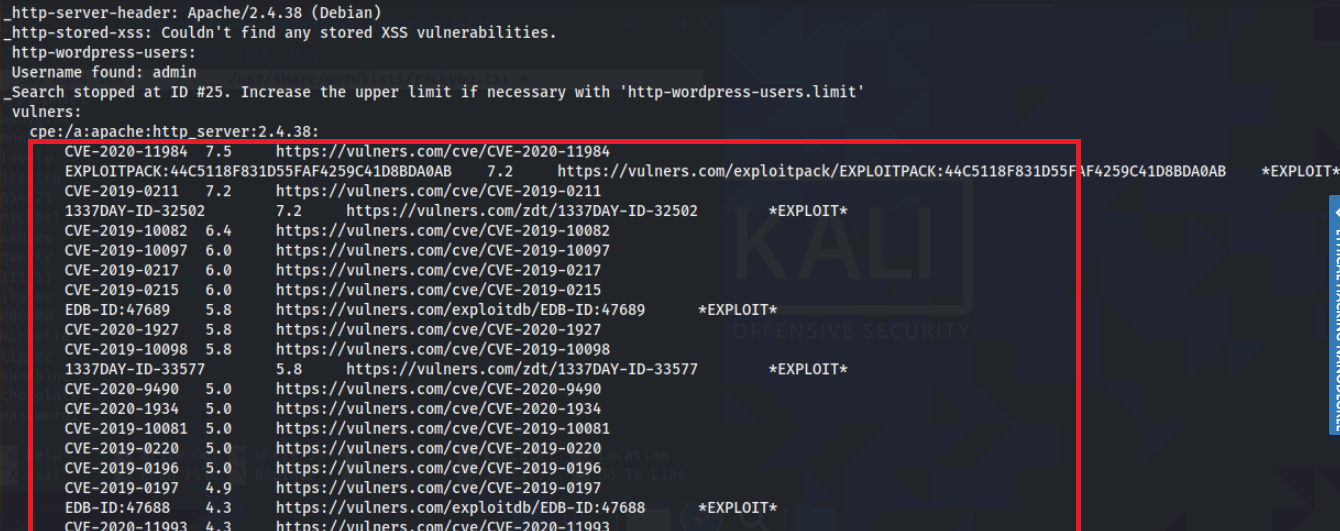 _http-server-header: Apache/2.4.38 (Debian)
_http-stored-xss: Couldn't find any stored XSS vulnerabilities.
http-wordpress-users:
Username found: admin
/usr/share/wordlists/rockyou.txt *
_Search stopped at ID #25. Increase the upper limit if necessary with 'http-wordpress-users.limit'
vulners:
cpe:/a:apache:http_server:2.4.38:
CVE-2020-11984 7.5 https://vulners.com/cve/CVE-2020-11984
EXPLOITPACK:44C5118F831D55FAF4259C41D8BDA0AB 7.2 https://vulners.com/exploitpack/EXPLOITPACK:44C5118F831D55FAF4259C41D8BDA0AB *EXPLOIT*
CVE-2019-0211 7.2 https://vulners.com/cve/CVE-2019-0211
1337DAY-ID-32502 7.2 https://vulners.com/zdt/1337DAY-ID-32502 *EXPLOIT*
CVE-2019-10082 6.4 https://vulners.com/cve/CVE-2019-10082
CVE-2019-10097 6.0 https://vulners.com/cve/CVE-2019-10097
CVE-2019-0217 6.0 https://vulners.com/cve/CVE-2019-0217
CVE-2019-0215 6.0 https://vulners.com/cve/CVE-2019-0215
EDB-ID:47689 5.8 https://vulners.com/exploitdb/EDB-ID:47689 *EXPLOIT*
CVE-2020-1927 5.8 https://vulners.com/cve/CVE-2020-1927
CVE-2019-10098 5.8 https://vulners.com/cve/CVE-2019-10098
1337DAY-ID-33577 5.8 https://vulners.com/zdt/1337DAY-ID-33577 *EXPLOIT*
CVE-2020-9490 5.0 https://vulners.com/cve/CVE-2020-9490
CVE-2020-1934 5.0 https://vulners.com/cve/CVE-2020-1934
CVE-2019-10081 5.0 https://vulners.com/cve/CVE-2019-10081
CVE-2019-0220 5.0 https://vulners.com/cve/CVE-2019-0220
CVE-2019-0196 5.0 https://vulners.com/cve/CVE-2019-0196
CVE-2019-0197 4.9 https://vulners.com/cve/CVE-2019-0197
EDB-ID:47688 4.3 https://vulners.com/exploitdb/EDB-ID:47688 *EXPLOIT*
CVE-2020-11993 4.3 https://vulners.com/cve/CVE-2020-11993
KALI
OFFENSIVE SECURITY
Go To Line